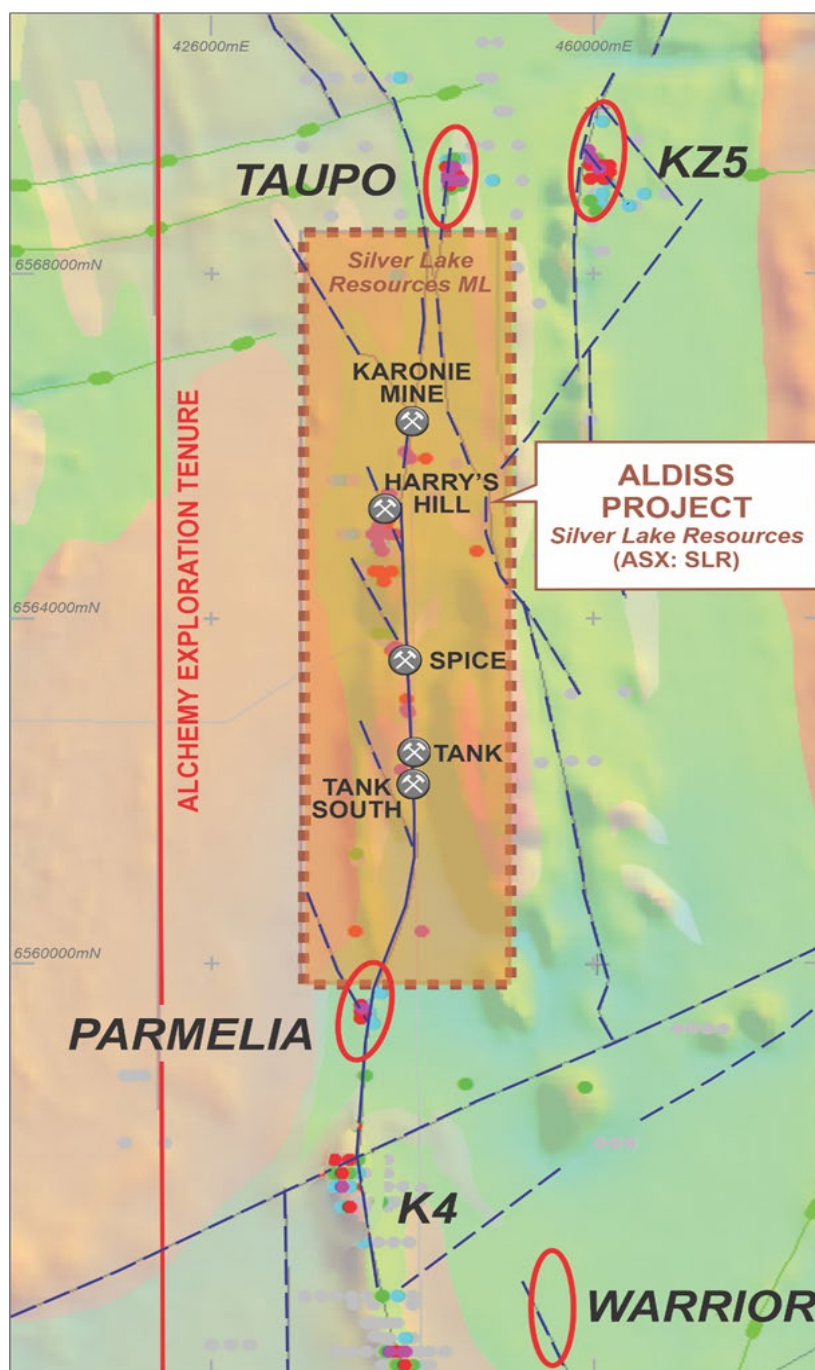 426000mE
460000mE
TAUPO
KZ5
Silver Lake
Resources ML
6568000mN
KARONIE
MINE
HARRY'S
HILL
ALDISS
PROJECT
Silver Lake Resources
(ASX: SLR)
ALCHEMY EXPLORATION TENURE
6564000mN
SPICE
TANK
TANK
SOUTH
6560000mN
PARMELIA
K4
WARRIOR